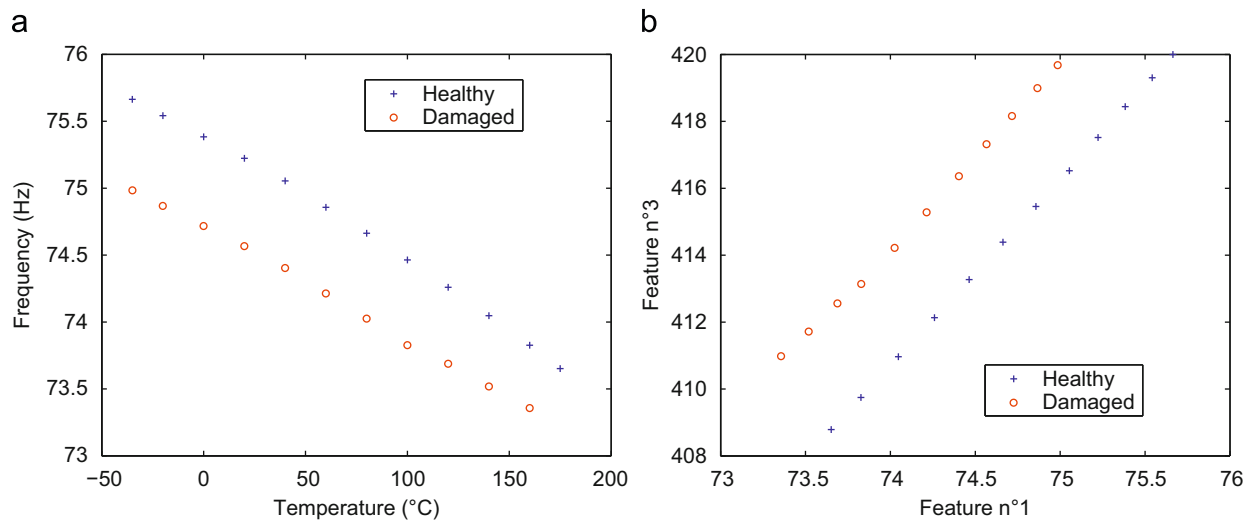 a
76
75.5
75
74.5
74
73.5
73
Frequency (Hz)
−50
0
50
100
150
200
Temperature (°C)
Healthy
Damaged
b
420
418
416
414
412
410
408
Feature n°3
73
73.5
74
74.5
75
75.5
76
Feature n°1
Healthy
Damaged